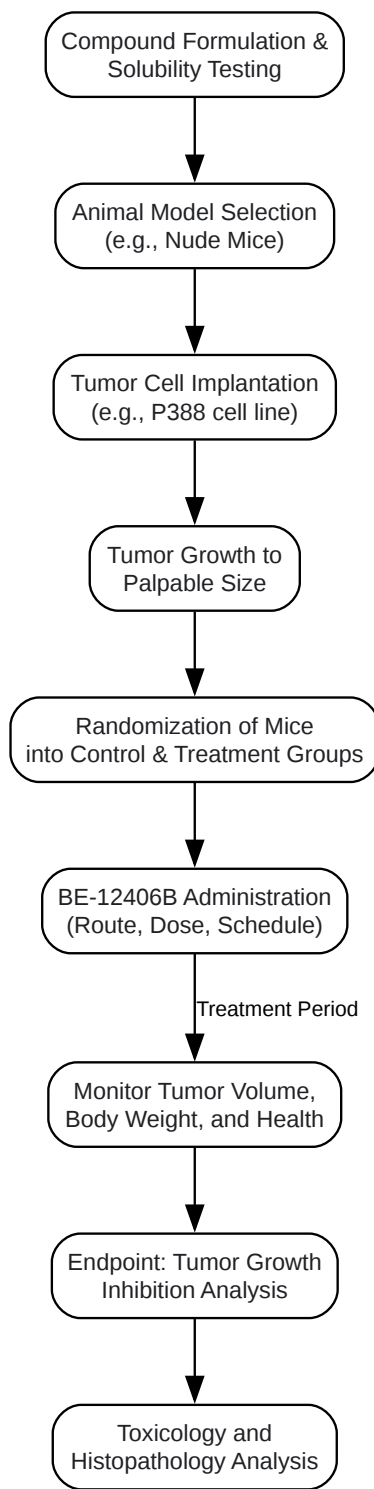 Compound Formulation &
Solubility Testing
Animal Model Selection
(e.g., Nude Mice)
Tumor Cell Implantation
(e.g., P388 cell line)
Tumor Growth to
Palpable Size
Randomization of Mice
into Control & Treatment Groups
BE-12406B Administration
(Route, Dose, Schedule)
Treatment Period
Monitor Tumor Volume,
Body Weight, and Health
Endpoint: Tumor Growth
Inhibition Analysis
Toxicology and
Histopathology Analysis